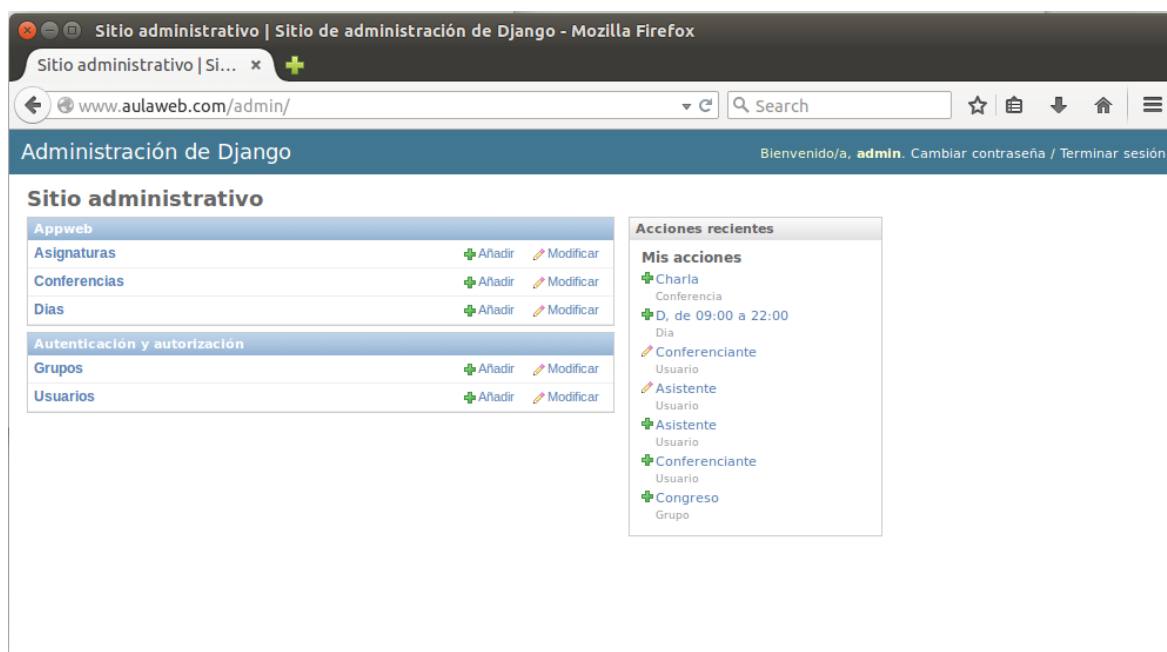 Sitio administrativo | Sitio de administración de Django - Mozilla Firefox
Sitio administrativo | Si...
www.aulaweb.com/admin/
Search
Administración de Django
Bienvenido/a, admin. Cambiar contraseña / Terminar sesión
Sitio administrativo
Appweb
Asignaturas Añadir Modificar
Conferencias Añadir Modificar
Dias Añadir Modificar
Autenticación y autorización
Grupos Añadir Modificar
Usuarios Añadir Modificar
Acciones recientes
Mis acciones
Charla
Conferencia
D, de 09:00 a 22:00
Dia
Conferenciante
Usuario
Asistente
Usuario
Asistente
Usuario
Conferenciante
Usuario
Congreso
Grupo